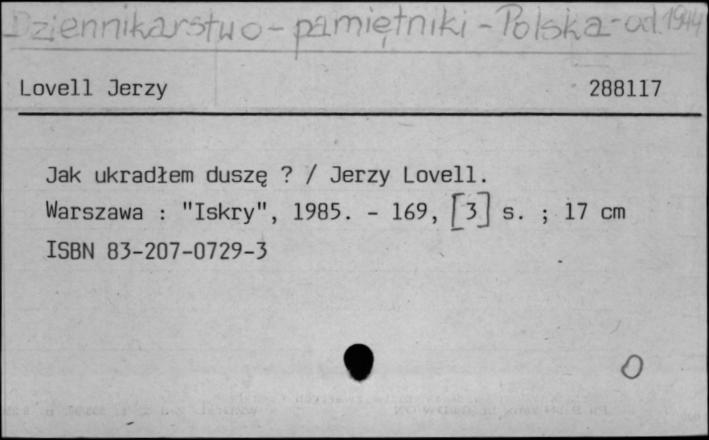 Dziennikarstwo - pamiętniki - Polska - od 1944
Lovell Jerzy 288117
Jak ukradłem duszę ? / Jerzy Lovell.
Warszawa : "Iskry", 1985. - 169, [3] s. ; 17 cm
ISBN 83-207-0729-3
O